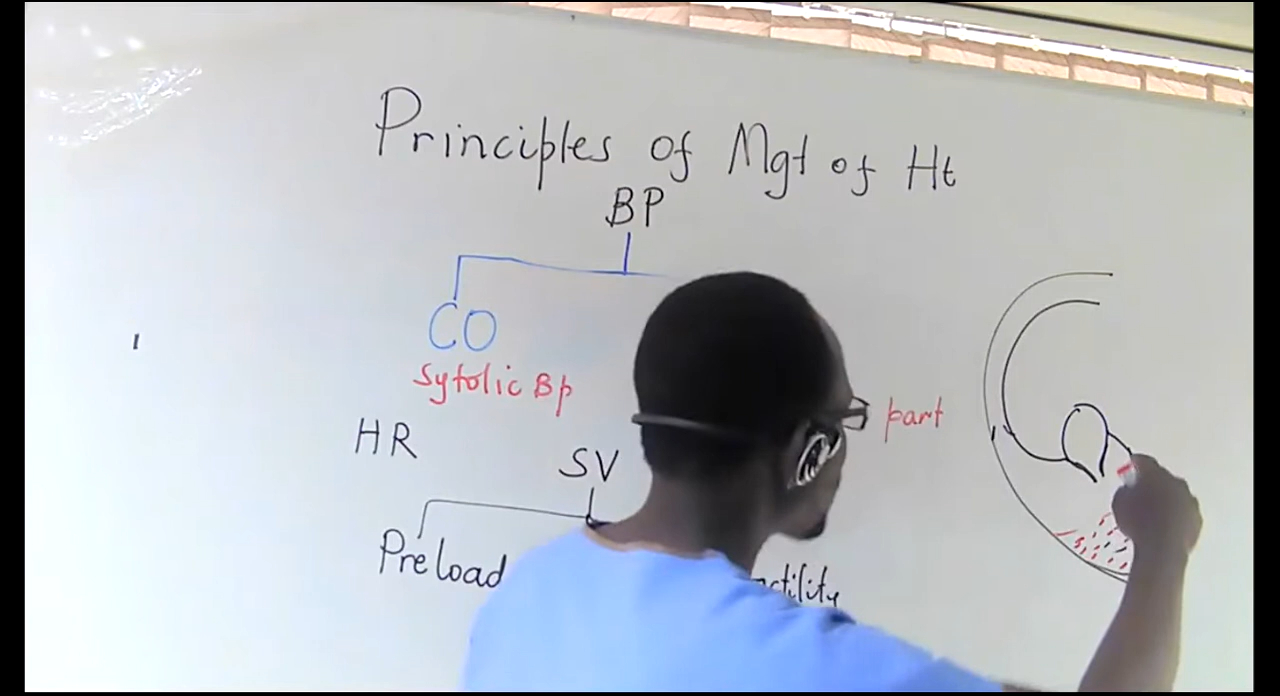 Principles of Mgt of Ht
BP
CO
Sytolic Bp
part
HR
SV
Preload